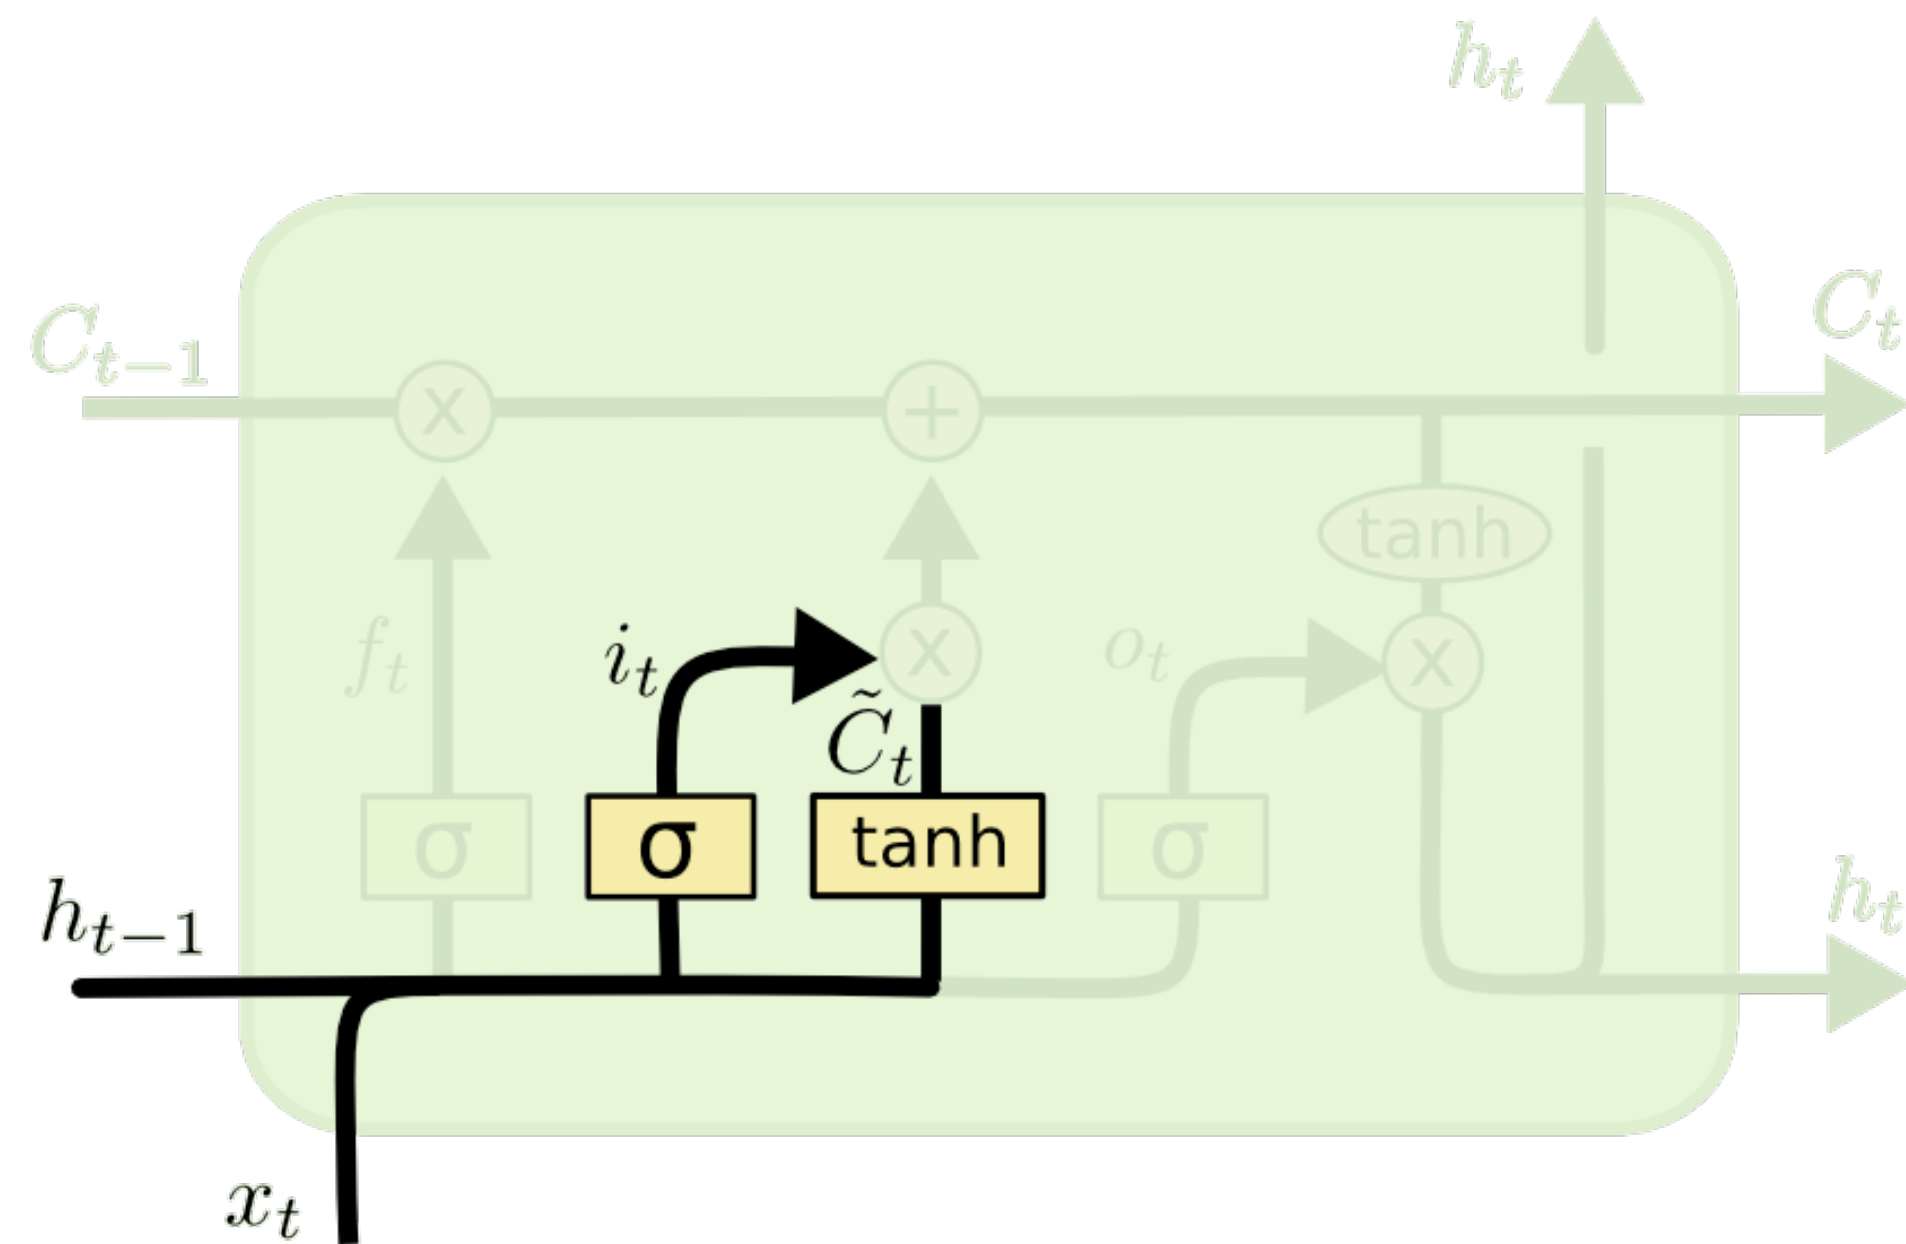 h_t
C_{t-1}
C_t
x
+
tanh
f_t
i_t
x
o_t
x
C̃_t
σ
σ
tanh
σ
h_{t-1}
h_t
x_t